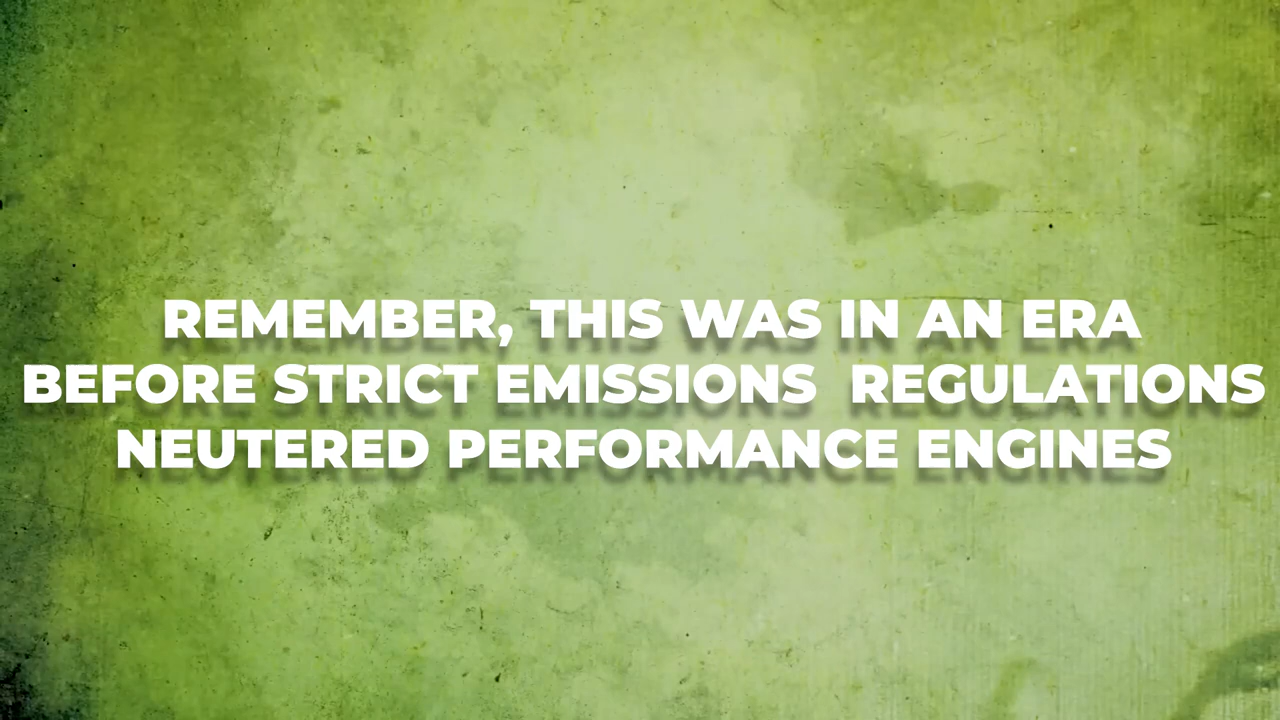 REMEMBER, THIS WAS IN AN ERA
BEFORE STRICT EMISSIONS  REGULATIONS
NEUTERED PERFORMANCE ENGINES